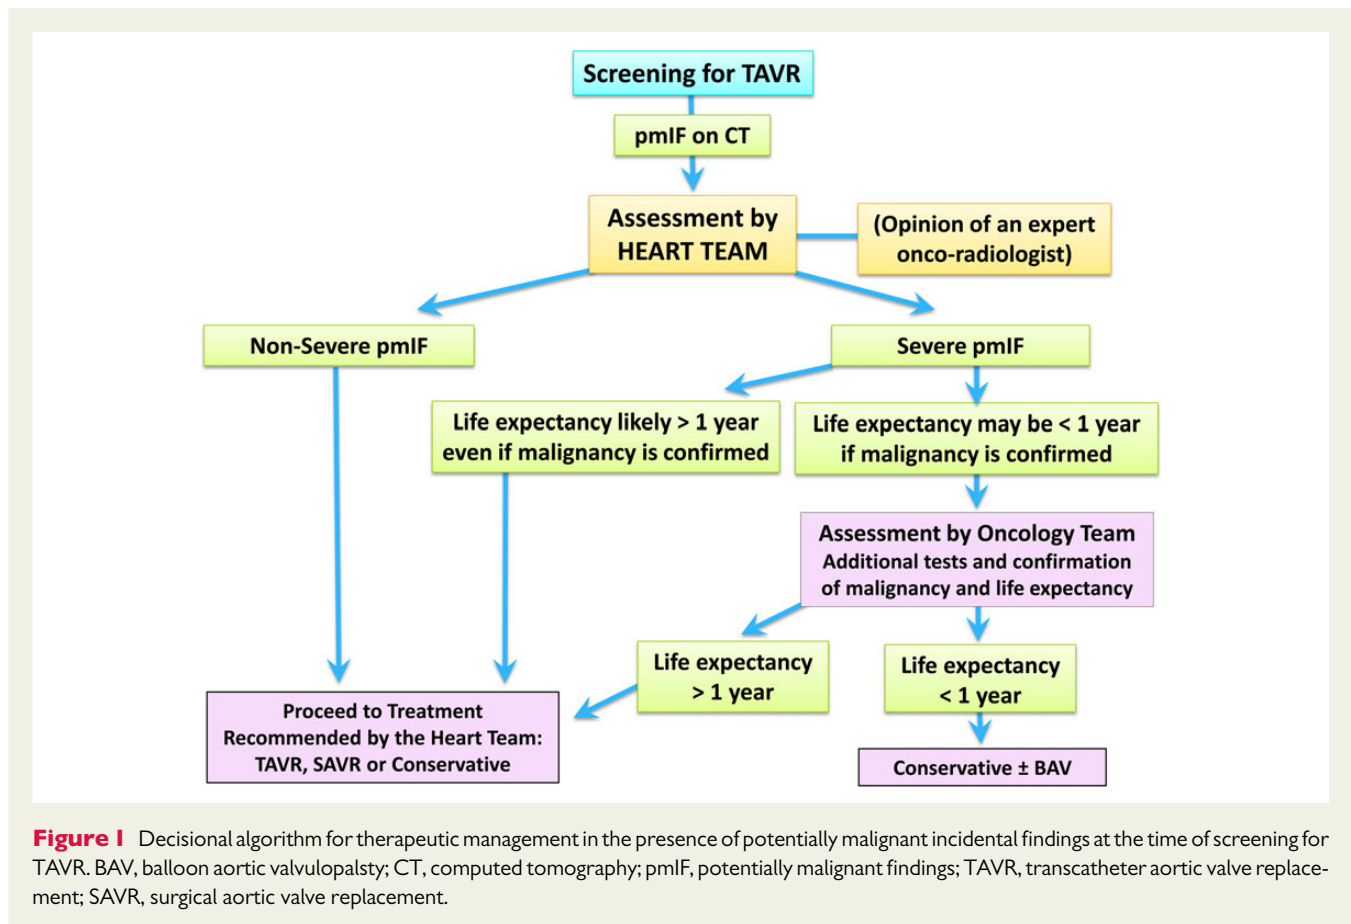 Screening for TAVR
pmIF on CT
Assessment by
HEART TEAM
(Opinion of an expert
onco-radiologist)
Non-Severe pmIF
Severe pmIF
Life expectancy likely > 1 year
even if malignancy is confirmed
Life expectancy may be < 1 year
if malignancy is confirmed
Assessment by Oncology Team
Additional tests and confirmation
of malignancy and life expectancy
Life expectancy
> 1 year
Life expectancy
< 1 year
Proceed to Treatment
Recommended by the Heart Team:
TAVR, SAVR or Conservative
Conservative ± BAV
Figure 1 Decisional algorithm for therapeutic management in the presence of potentially malignant incidental findings at the time of screening for
TAVR. BAV, balloon aortic valvulopalsty; CT, computed tomography; pmIF, potentially malignant findings; TAVR, transcatheter aortic valve replace-
ment; SAVR, surgical aortic valve replacement.